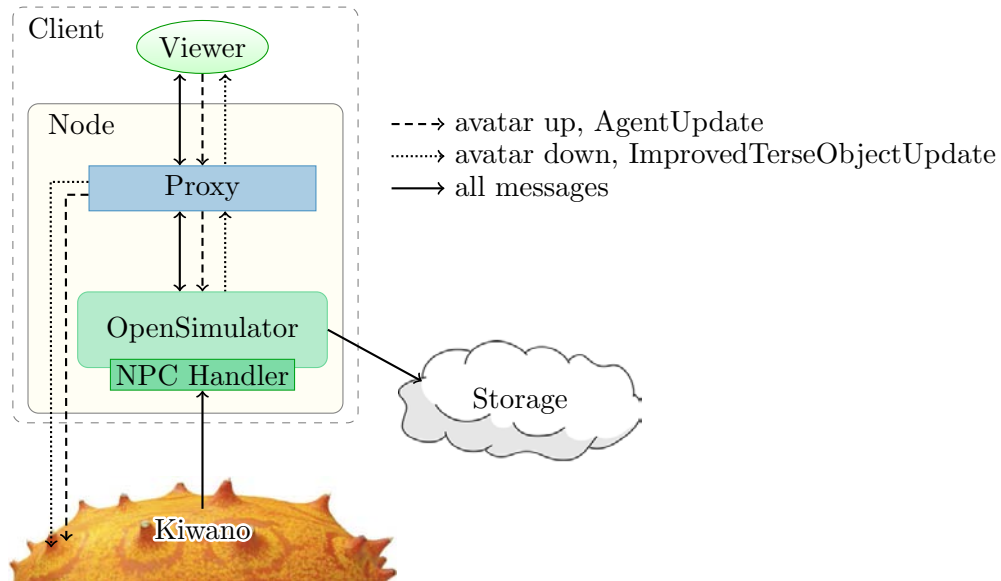 Client
Viewer
Node
avatar up, AgentUpdate
avatar down, ImprovedTerseObjectUpdate
all messages
Proxy
OpenSimulator
NPC Handler
Storage
Kiwano